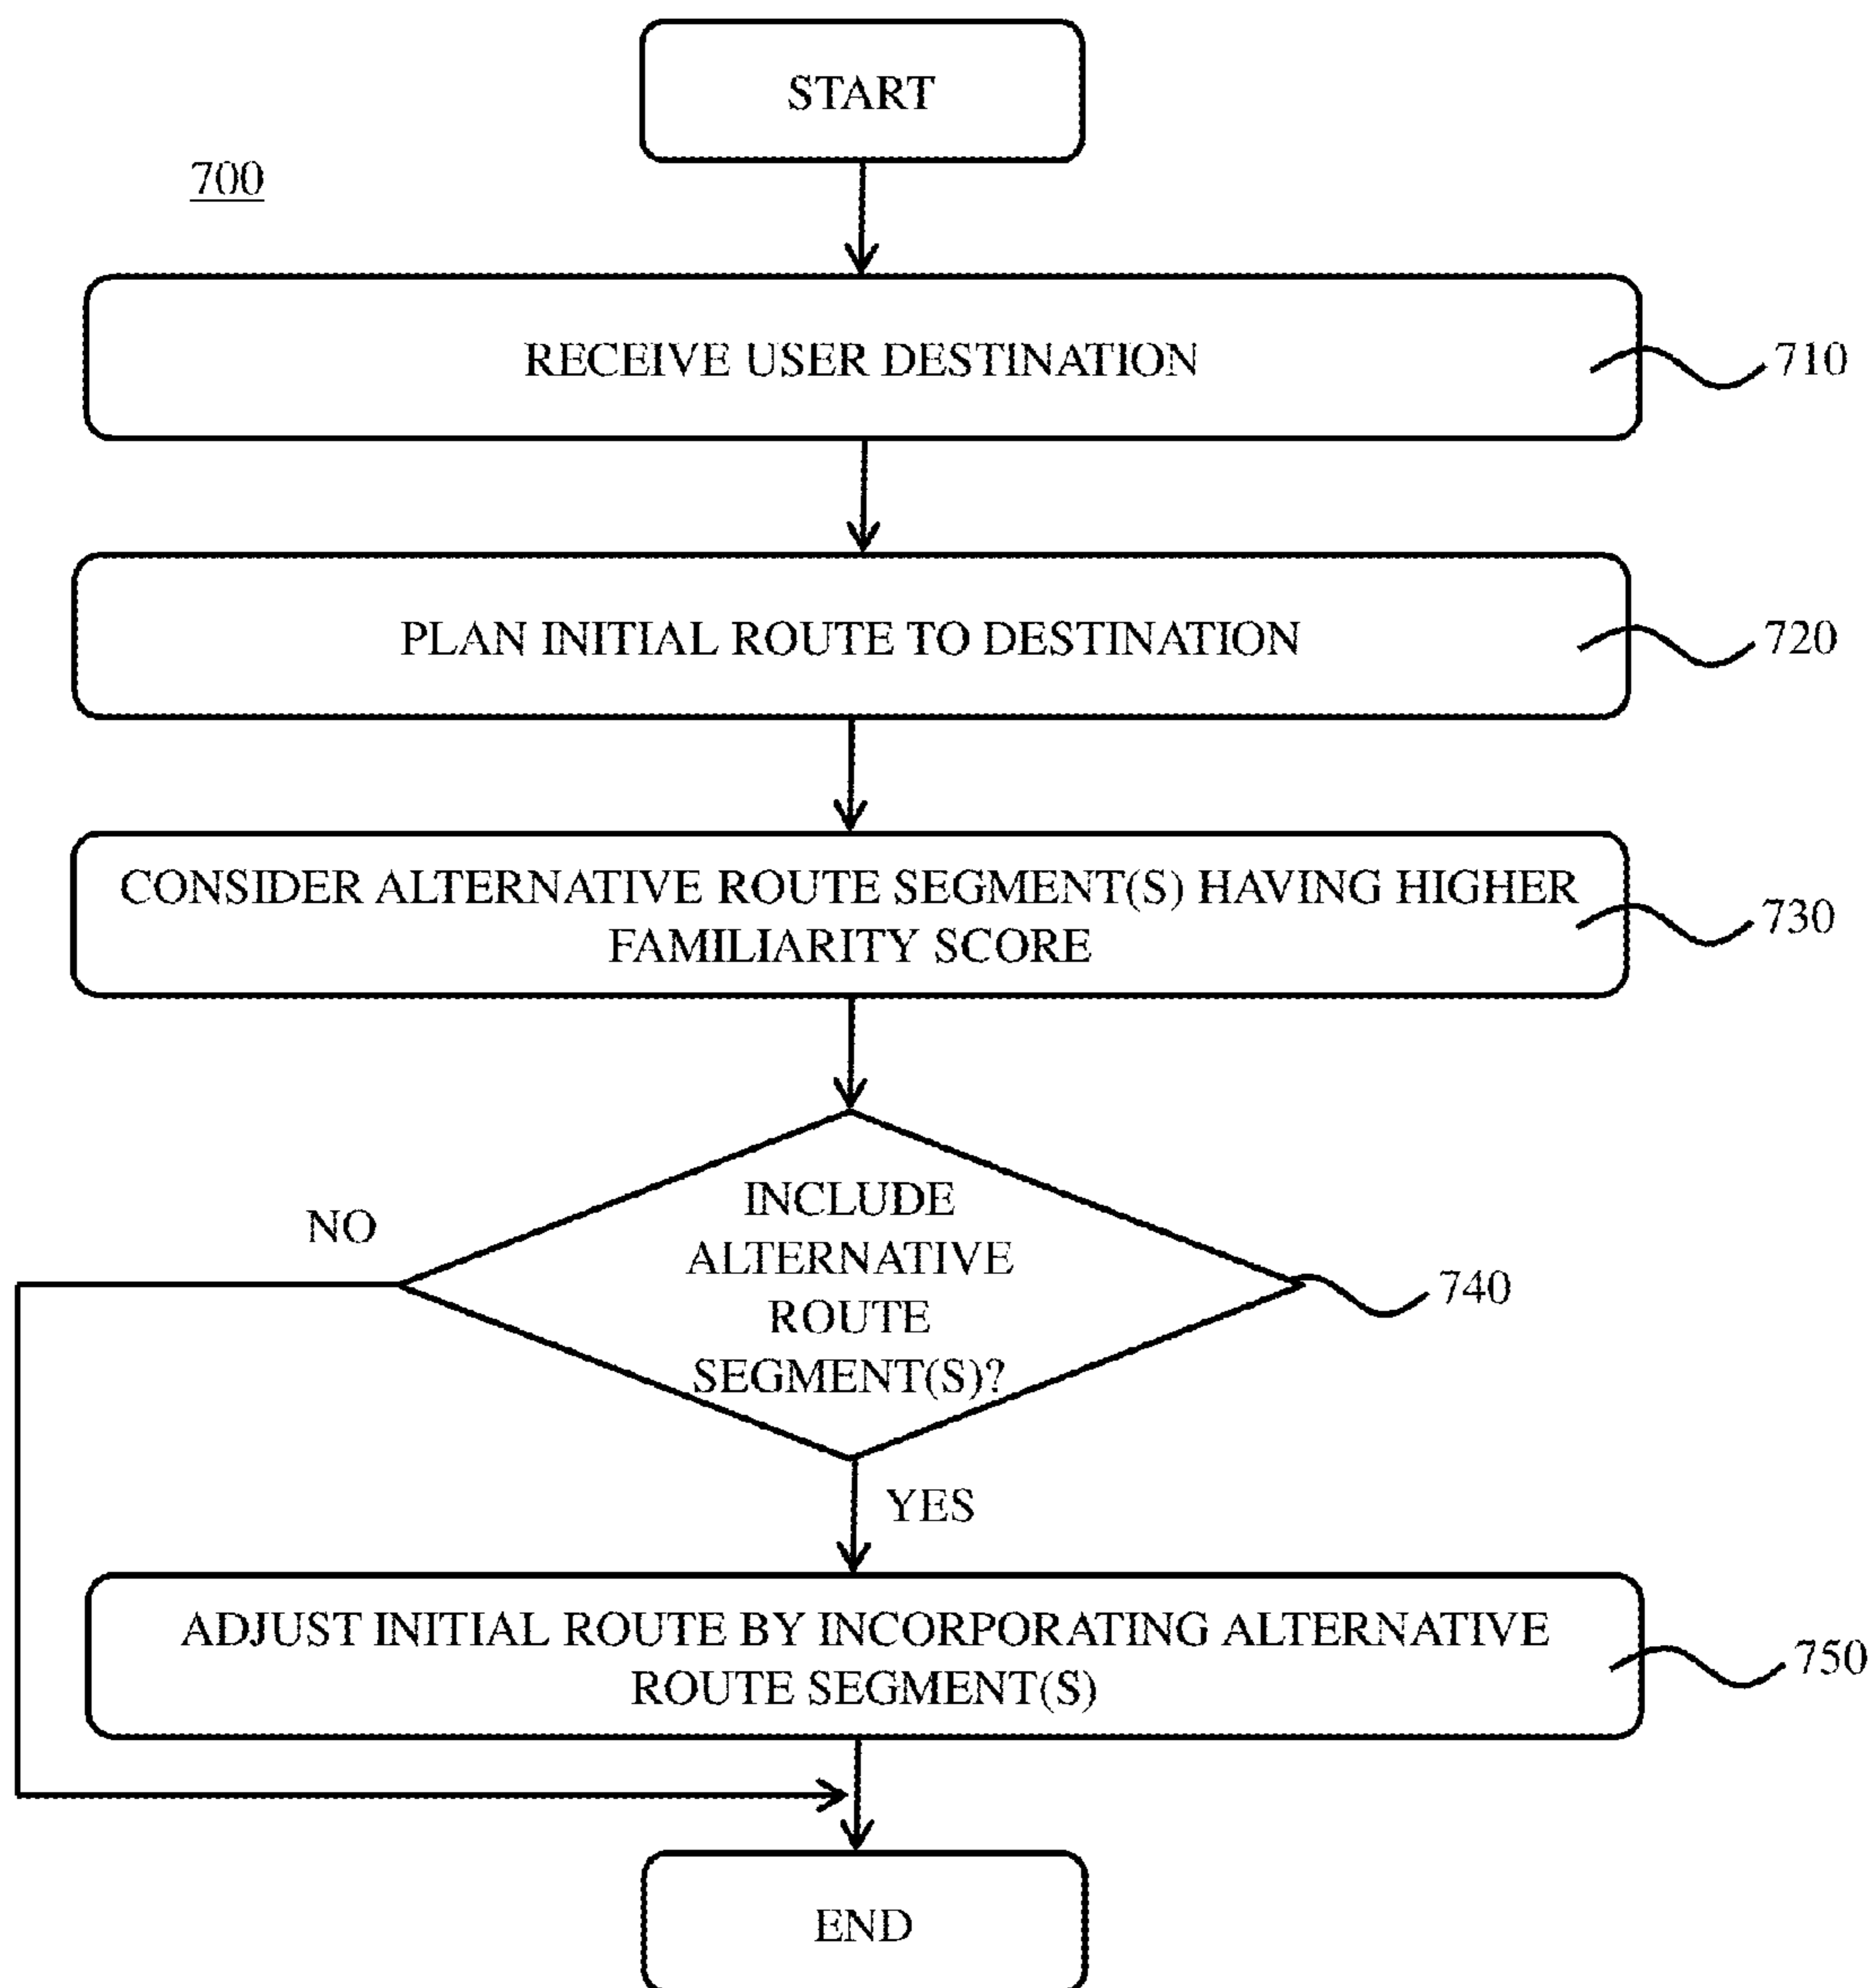 START
700
RECEIVE USER DESTINATION
710
PLAN INITIAL ROUTE TO DESTINATION
720
CONSIDER ALTERNATIVE ROUTE SEGMENT(S) HAVING HIGHER
FAMILIARITY SCORE
730
INCLUDE
ALTERNATIVE
ROUTE
SEGMENT(S)?
NO
740
YES
ADJUST INITIAL ROUTE BY INCORPORATING ALTERNATIVE
ROUTE SEGMENT(S)
750
END